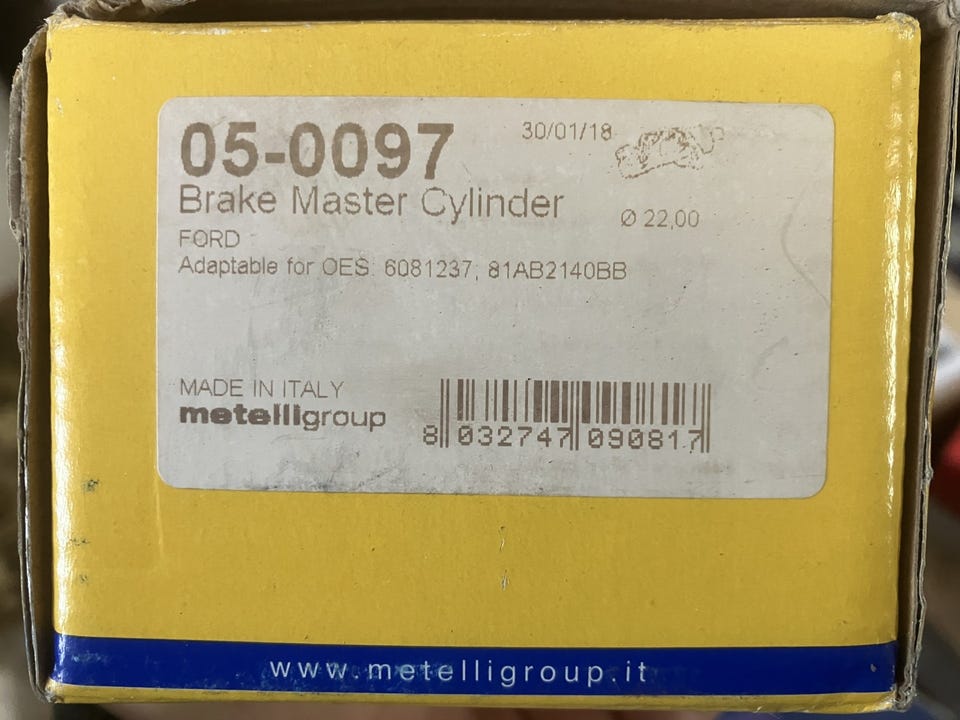 05-0097
30/01/18
Brake Master Cylinder
Ø 22,00
FORD
Adaptable for OES: 6081237; 81AB2140BB
MADE IN ITALY
metelligroup
8 032747 090817
www.metelligroup.it